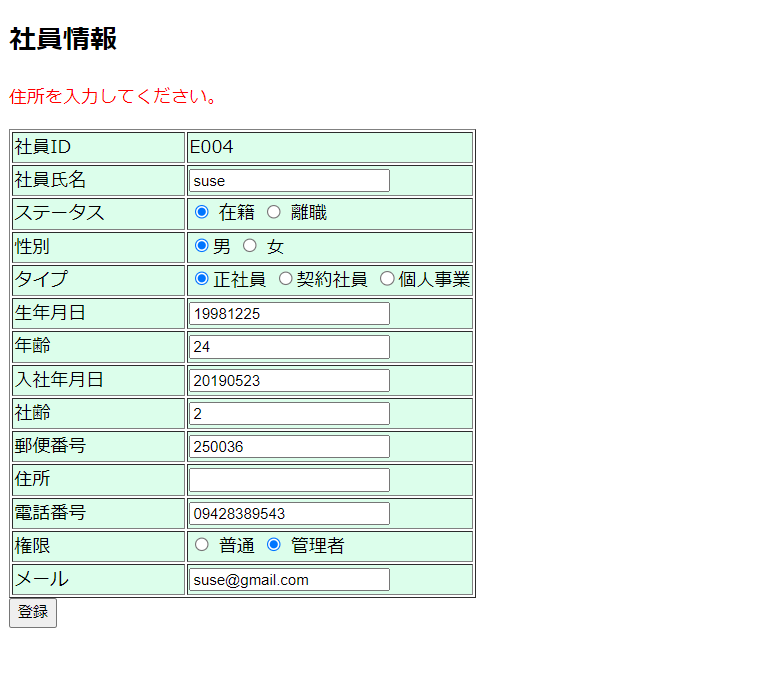 社員情報
住所を入力してください。
社員ID E004
社員氏名 suse
ステータス 在籍 離職
性別 男 女
タイプ 正社員 契約社員 個人事業
生年月日 19981225
年齢 24
入社年月日 20190523
社齢 2
郵便番号 250036
住所
電話番号 09428389543
権限 普通 管理者
メール suse@gmail.com
登録